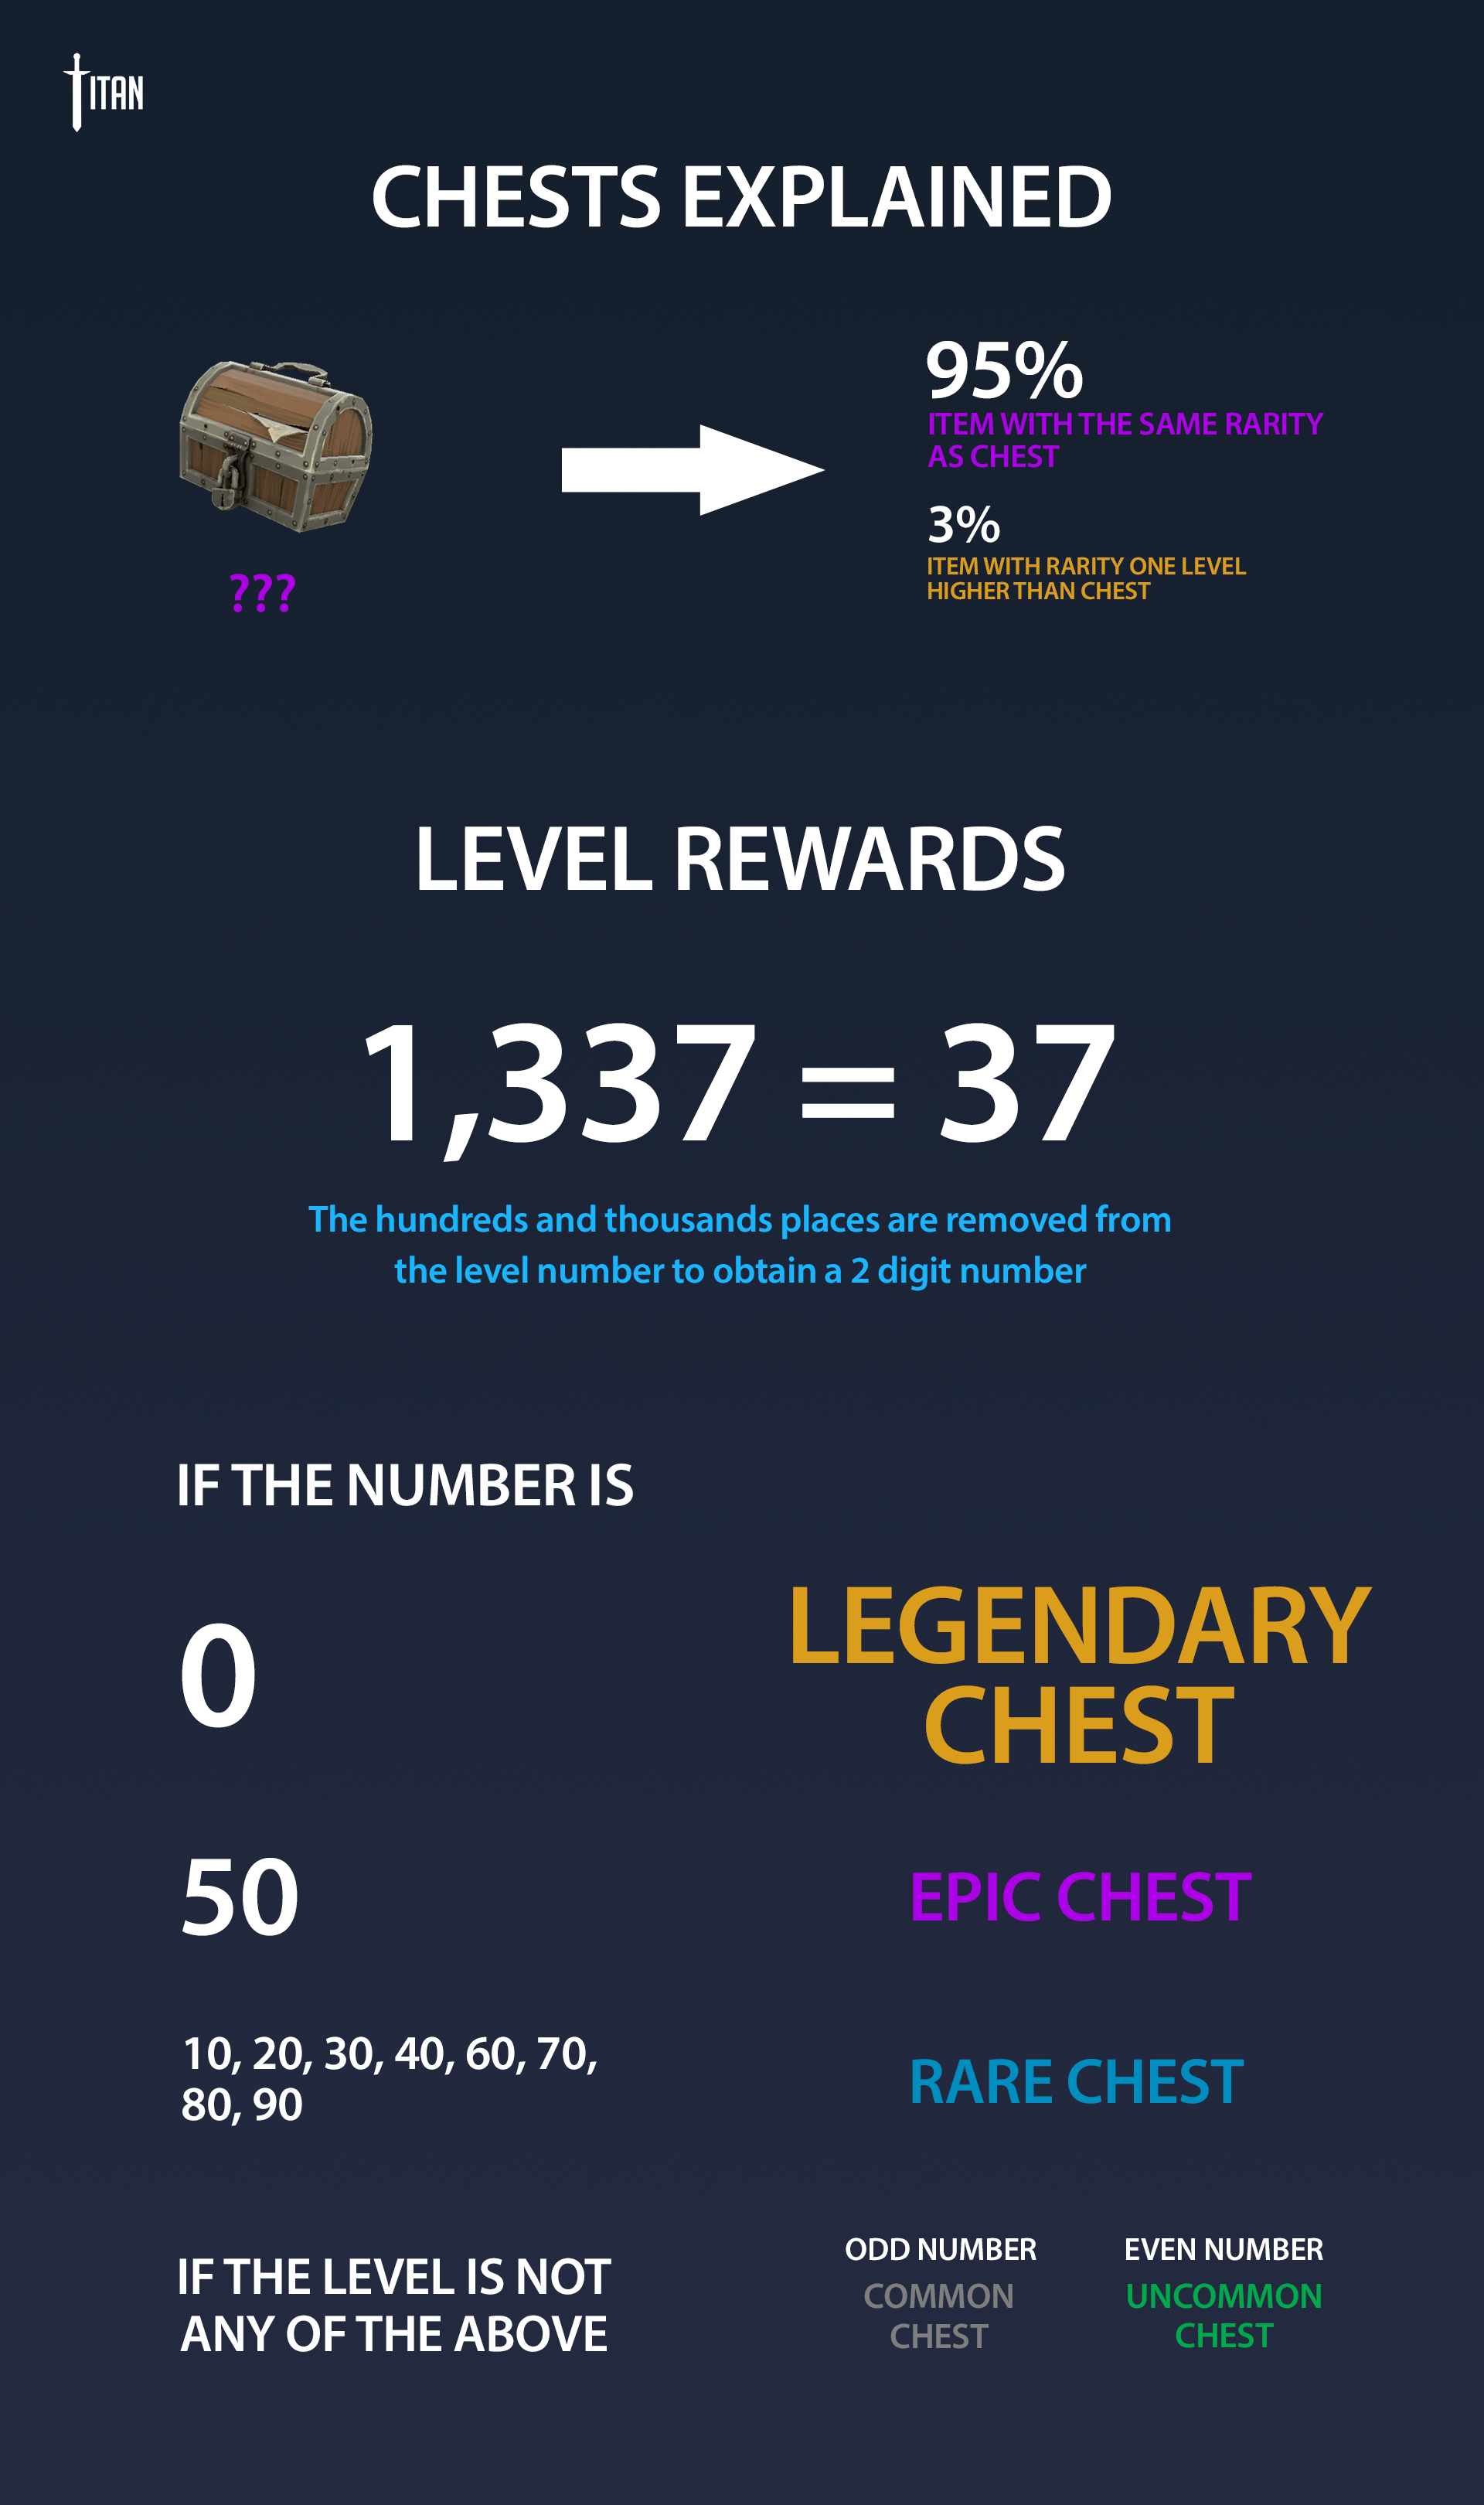 TITAN
CHESTS EXPLAINED
???
95%
ITEM WITH THE SAME RARITY
AS CHEST
3%
ITEM WITH RARITY ONE LEVEL
HIGHER THAN CHEST
LEVEL REWARDS
1,337 = 37
The hundreds and thousands places are removed from
the level number to obtain a 2 digit number
IF THE NUMBER IS
0
LEGENDARY
CHEST
50
EPIC CHEST
10, 20, 30, 40, 60, 70,
80, 90
RARE CHEST
IF THE LEVEL IS NOT
ANY OF THE ABOVE
ODD NUMBER
COMMON
CHEST
EVEN NUMBER
UNCOMMON
CHEST